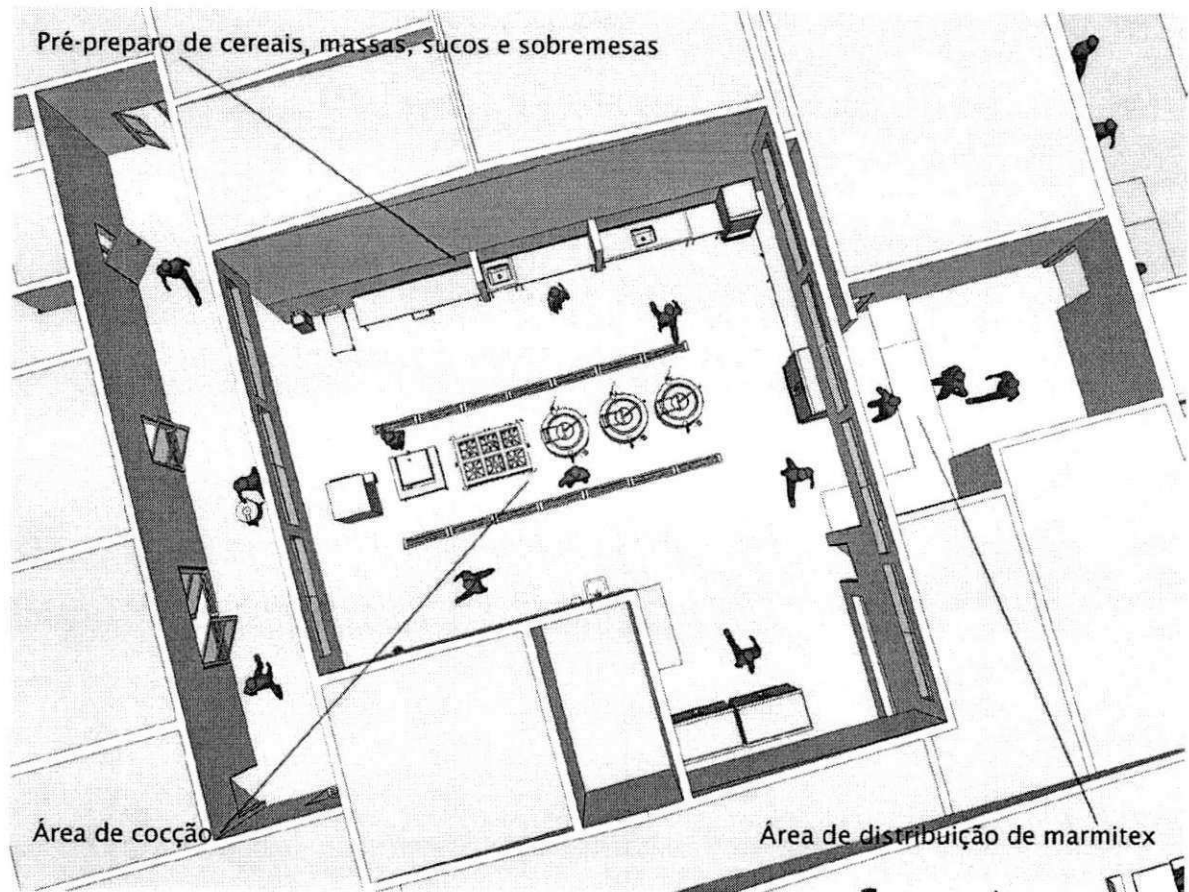 Pré-preparo de cereais, massas, sucos e sobremesas
Área de cocção
Área de distribuição de marmitex